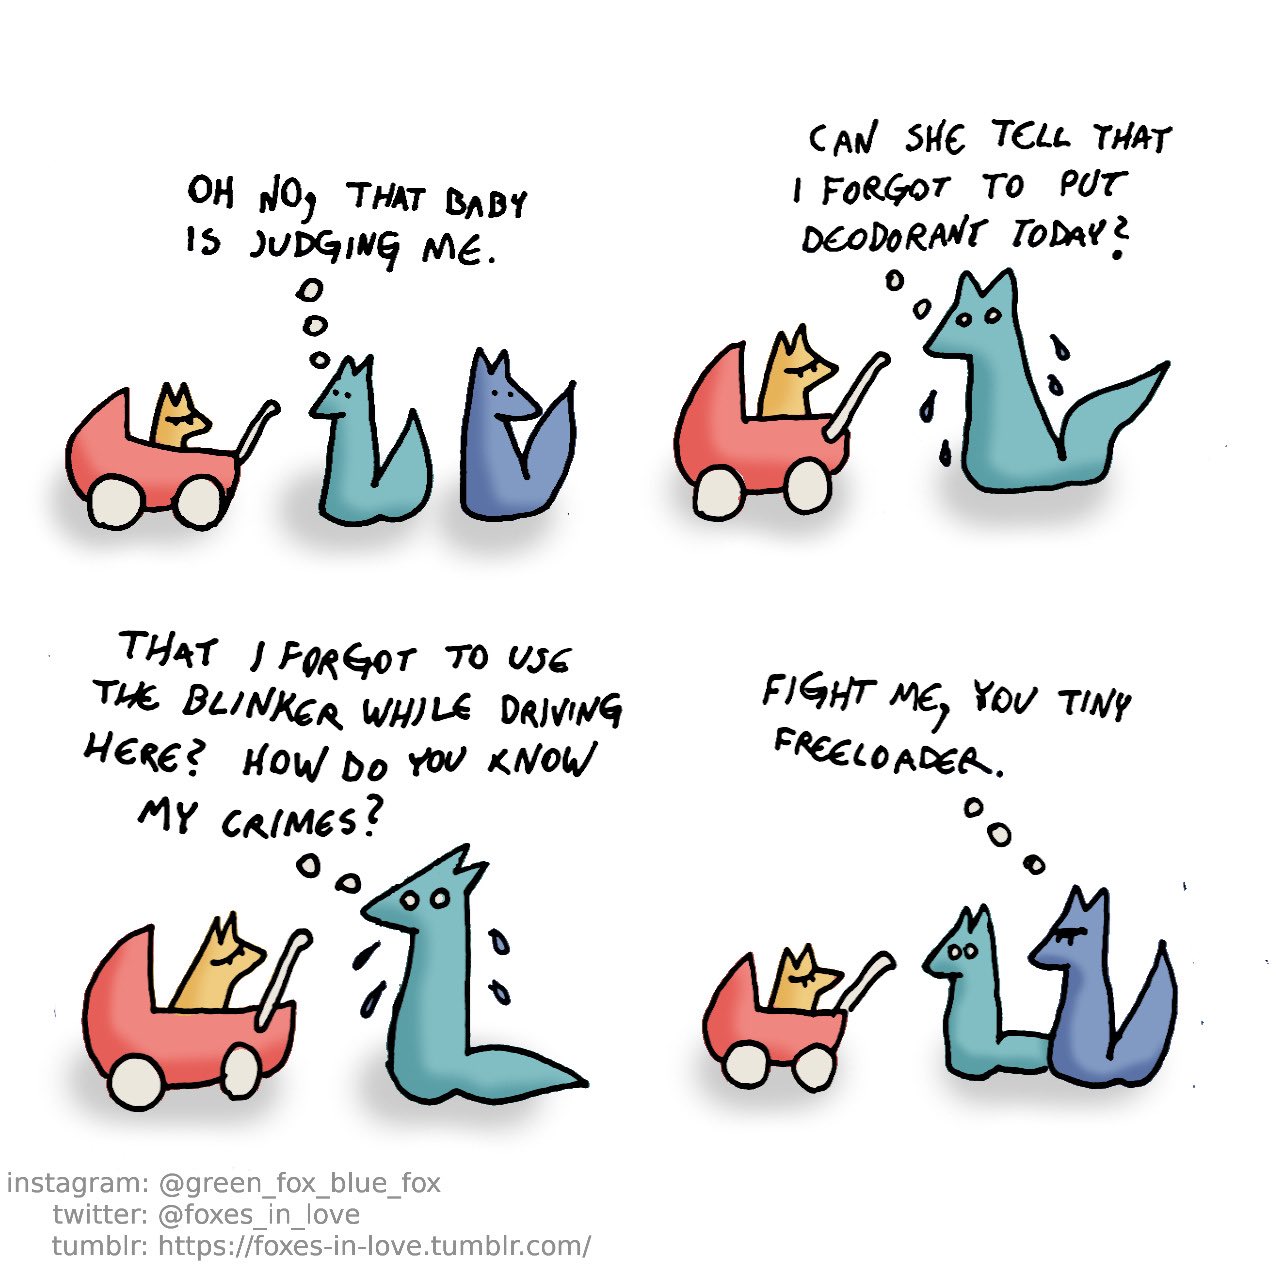 OH NO, THAT BABY
IS JUDGING ME.
CAN SHE TELL THAT
I FORGOT TO PUT
DEODORANT TODAY?
THAT I FORGOT TO USE
THE BLINKER WHILE DRIVING
HERE? HOW DO YOU KNOW
MY CRIMES?
FIGHT ME, YOU TINY
FREELOADER.
instagram: @green_fox_blue_fox
twitter: @foxes_in_love
tumblr: https://foxes-in-love.tumblr.com/